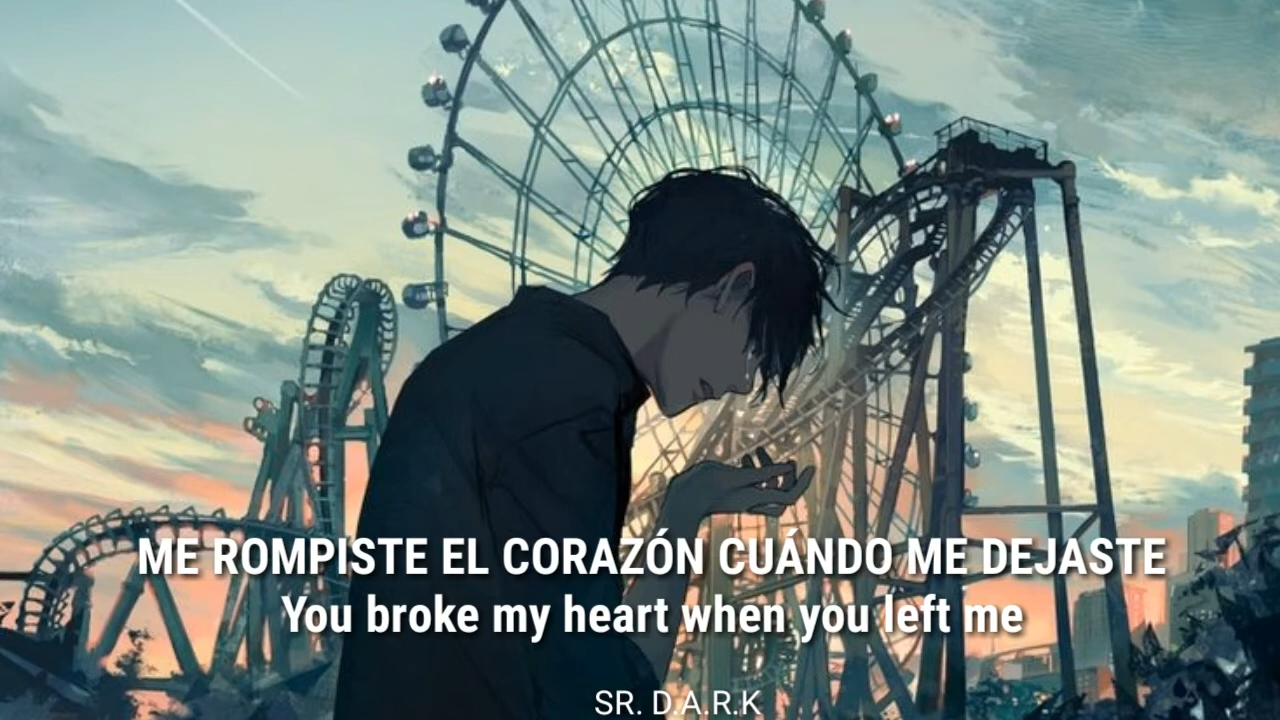 ME ROMPISTE EL CORAZÓN CUÁNDO ME DEJASTE
You broke my heart when you left me
SR. D.A.R.K